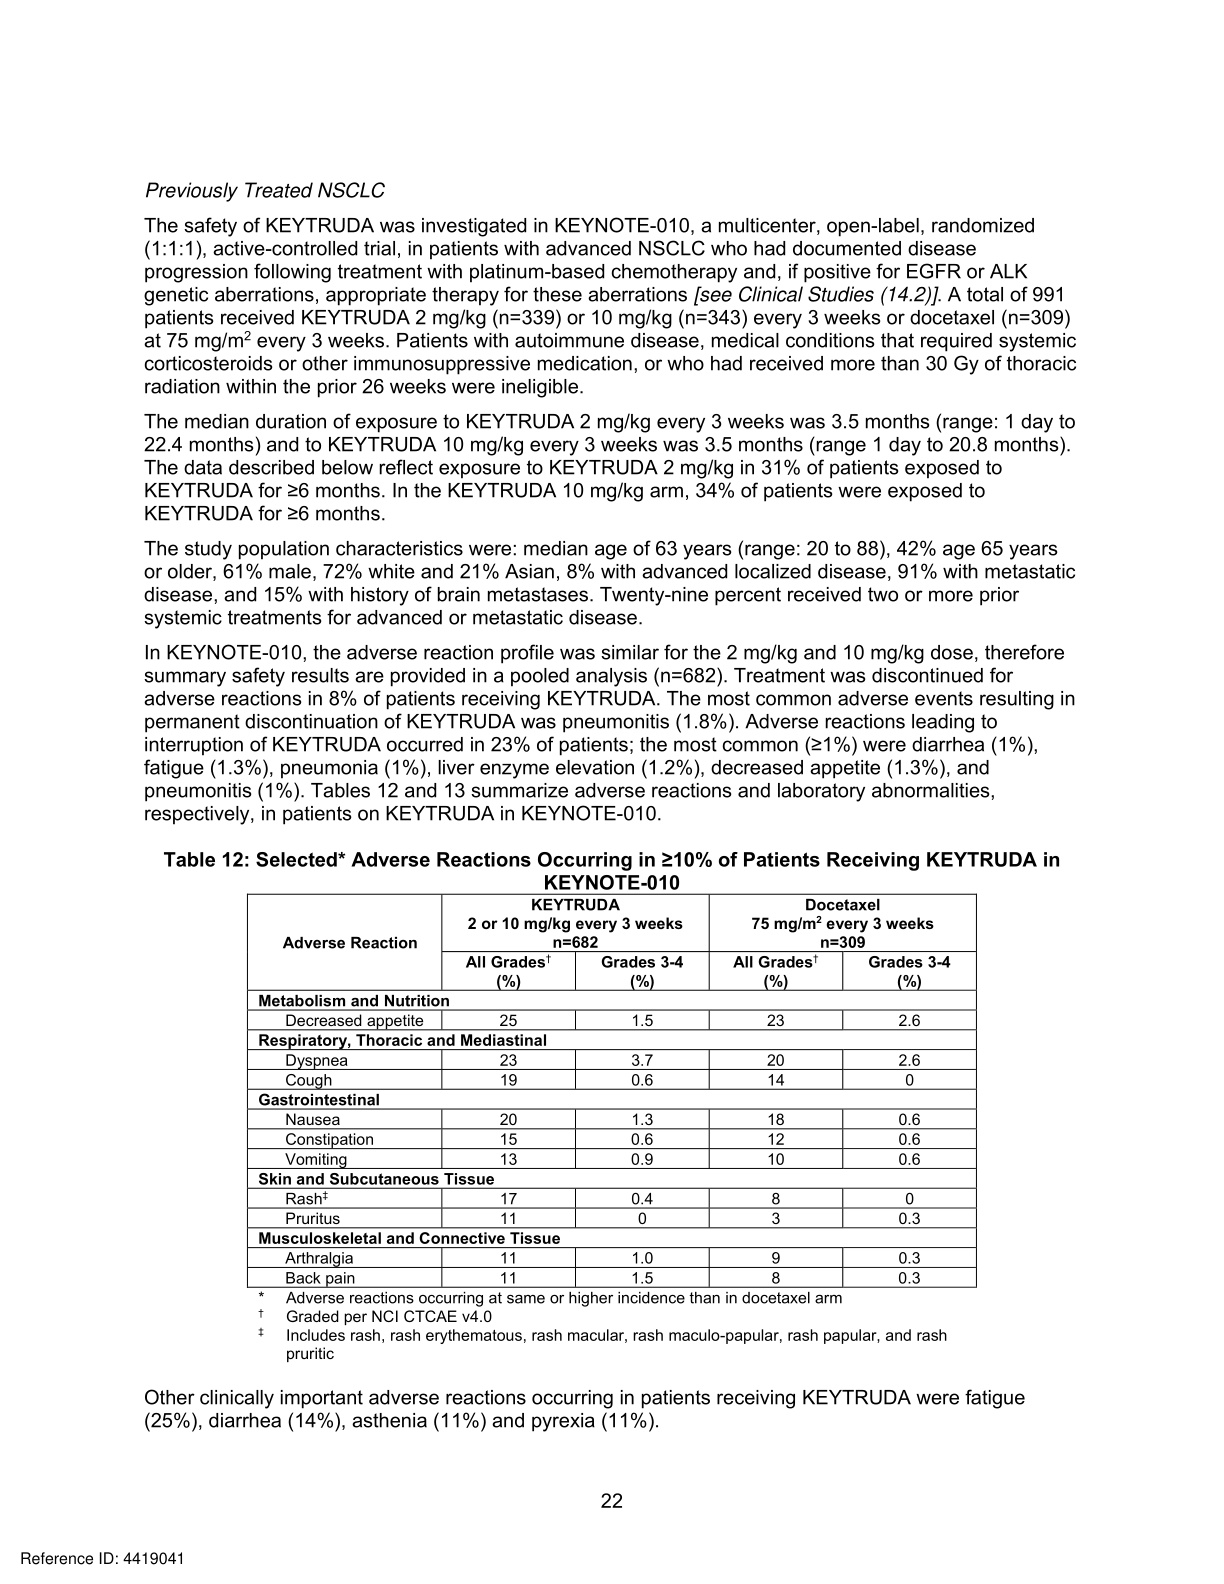 Previously Treated NSCLC
The safety of KEYTRUDA was investigated in KEYNOTE-010, a multicenter, open-label, randomized
(1:1:1), active-controlled trial, in patients with advanced NSCLC who had documented disease
progression following treatment with platinum-based chemotherapy and, if positive for EGFR or ALK
genetic aberrations, appropriate therapy for these aberrations [see Clinical Studies (14.2)]. A total of 991
patients received KEYTRUDA 2 mg/kg (n=339) or 10 mg/kg (n=343) every 3 weeks or docetaxel (n=309)
at 75 mg/m² every 3 weeks. Patients with autoimmune disease, medical conditions that required systemic
corticosteroids or other immunosuppressive medication, or who had received more than 30 Gy of thoracic
radiation within the prior 26 weeks were ineligible.
The median duration of exposure to KEYTRUDA 2 mg/kg every 3 weeks was 3.5 months (range: 1 day to
22.4 months) and to KEYTRUDA 10 mg/kg every 3 weeks was 3.5 months (range 1 day to 20.8 months).
The data described below reflect exposure to KEYTRUDA 2 mg/kg in 31% of patients exposed to
KEYTRUDA for ≥6 months. In the KEYTRUDA 10 mg/kg arm, 34% of patients were exposed to
KEYTRUDA for ≥6 months.
The study population characteristics were: median age of 63 years (range: 20 to 88), 42% age 65 years
or older, 61% male, 72% white and 21% Asian, 8% with advanced localized disease, 91% with metastatic
disease, and 15% with history of brain metastases. Twenty-nine percent received two or more prior
systemic treatments for advanced or metastatic disease.
In KEYNOTE-010, the adverse reaction profile was similar for the 2 mg/kg and 10 mg/kg dose, therefore
summary safety results are provided in a pooled analysis (n=682). Treatment was discontinued for
adverse reactions in 8% of patients receiving KEYTRUDA. The most common adverse events resulting in
permanent discontinuation of KEYTRUDA was pneumonitis (1.8%). Adverse reactions leading to
interruption of KEYTRUDA occurred in 23% of patients; the most common (≥1%) were diarrhea (1%),
fatigue (1.3%), pneumonia (1%), liver enzyme elevation (1.2%), decreased appetite (1.3%), and
pneumonitis (1%). Tables 12 and 13 summarize adverse reactions and laboratory abnormalities,
respectively, in patients on KEYTRUDA in KEYNOTE-010.
Table 12: Selected* Adverse Reactions Occurring in ≥10% of Patients Receiving KEYTRUDA in
KEYNOTE-010
Adverse Reaction
KEYTRUDA
2 or 10 mg/kg every 3 weeks
n=682
Docetaxel
75 mg/m² every 3 weeks
n=309
All Grades† (%) Grades 3-4 (%) All Grades† (%) Grades 3-4 (%)
Metabolism and Nutrition
Decreased appetite 25 1.5 23 2.6
Respiratory, Thoracic and Mediastinal
Dyspnea 23 3.7 20 2.6
Cough 19 0.6 14 0
Gastrointestinal
Nausea 20 1.3 18 0.6
Constipation 15 0.6 12 0.6
Vomiting 13 0.9 10 0.6
Skin and Subcutaneous Tissue
Rash‡ 17 0.4 8 0
Pruritus 11 0 3 0.3
Musculoskeletal and Connective Tissue
Arthralgia 11 1.0 9 0.3
Back pain 11 1.5 8 0.3
* Adverse reactions occurring at same or higher incidence than in docetaxel arm
† Graded per NCI CTCAE v4.0
‡ Includes rash, rash erythematous, rash macular, rash maculo-papular, rash papular, and rash
pruritic
Other clinically important adverse reactions occurring in patients receiving KEYTRUDA were fatigue
(25%), diarrhea (14%), asthenia (11%) and pyrexia (11%).
22
Reference ID: 4419041